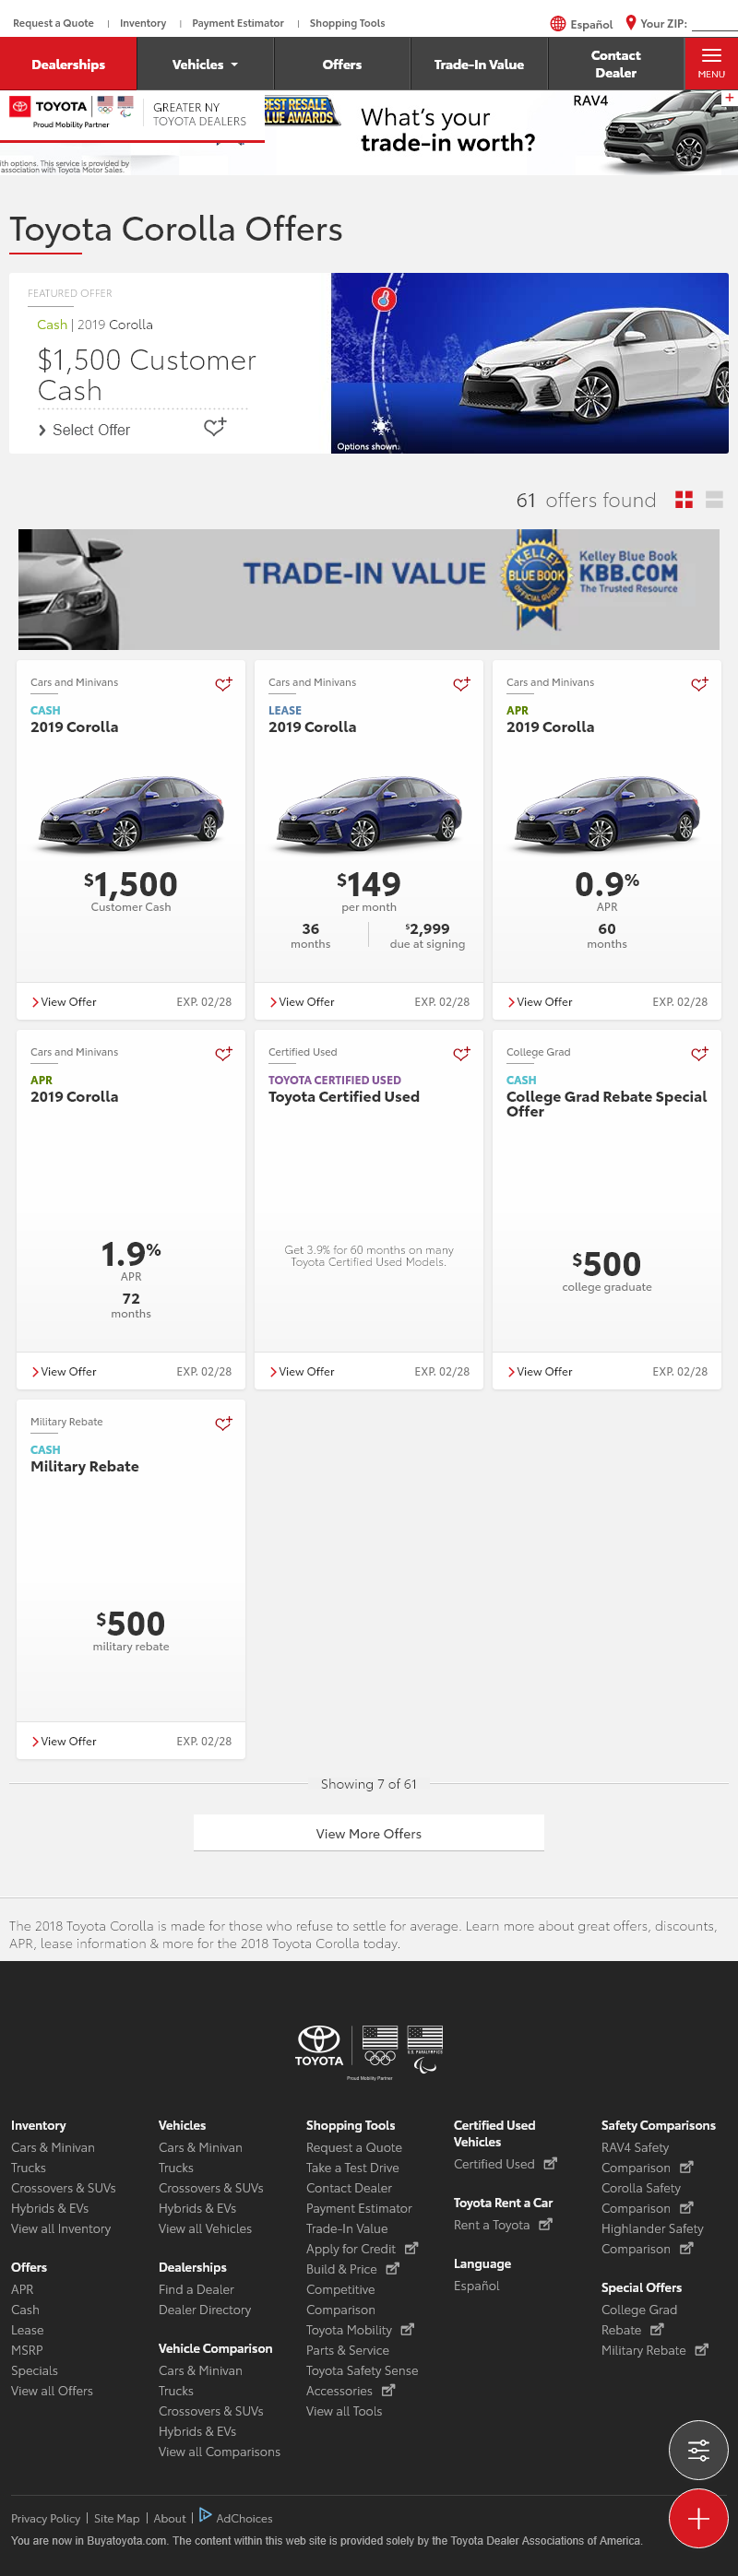 Request a Quote | Inventory | Payment Estimator | Shopping Tools
Español Your ZIP:
Dealerships
Vehicles
Offers
Trade-In Value
Contact
Dealer
MENU
TOYOTA
Proud Mobility Partner
GREATER NY
TOYOTA DEALERS
BEST RESALE
LUE AWARDS
What's your
trade-in worth?
RAV4
ith options. This service is provided by
association with Toyota Motor Sales.
Toyota Corolla Offers
FEATURED OFFER
Cash | 2019 Corolla
$1,500 Customer
Cash
Select Offer
Options shown.
61 offers found
TRADE-IN VALUE
KELLEY
BLUE BOOK
OFFICIAL GUIDE
Kelley Blue Book
KBB.COM
The Trusted Resource
Cars and Minivans
CASH
2019 Corolla
$1,500
Customer Cash
View Offer EXP. 02/28
Cars and Minivans
LEASE
2019 Corolla
$149
per month
36
months
$2,999
due at signing
View Offer EXP. 02/28
Cars and Minivans
APR
2019 Corolla
0.9%
APR
60
months
View Offer EXP. 02/28
Cars and Minivans
APR
2019 Corolla
1.9%
APR
72
months
View Offer EXP. 02/28
Certified Used
TOYOTA CERTIFIED USED
Toyota Certified Used
Get 3.9% for 60 months on many
Toyota Certified Used Models.
View Offer EXP. 02/28
College Grad
CASH
College Grad Rebate Special
Offer
$500
college graduate
View Offer EXP. 02/28
Military Rebate
CASH
Military Rebate
$500
military rebate
View Offer EXP. 02/28
Showing 7 of 61
View More Offers
The 2018 Toyota Corolla is made for those who refuse to settle for average. Learn more about great offers, discounts,
APR, lease information & more for the 2018 Toyota Corolla today.
TOYOTA
U.S. PARALYMPICS
Proud Mobility Partner
Inventory
Cars & Minivan
Trucks
Crossovers & SUVs
Hybrids & EVs
View all Inventory
Offers
APR
Cash
Lease
MSRP
Specials
View all Offers
Vehicles
Cars & Minivan
Trucks
Crossovers & SUVs
Hybrids & EVs
View all Vehicles
Dealerships
Find a Dealer
Dealer Directory
Vehicle Comparison
Cars & Minivan
Trucks
Crossovers & SUVs
Hybrids & EVs
View all Comparisons
Shopping Tools
Request a Quote
Take a Test Drive
Contact Dealer
Payment Estimator
Trade-In Value
Apply for Credit
Build & Price
Competitive
Comparison
Toyota Mobility
Parts & Service
Toyota Safety Sense
Accessories
View all Tools
Certified Used
Vehicles
Certified Used
Toyota Rent a Car
Rent a Toyota
Language
Español
Safety Comparisons
RAV4 Safety
Comparison
Corolla Safety
Comparison
Highlander Safety
Comparison
Special Offers
College Grad
Rebate
Military Rebate
Privacy Policy | Site Map | About | AdChoices
You are now in Buyatoyota.com. The content within this web site is provided solely by the Toyota Dealer Associations of America.